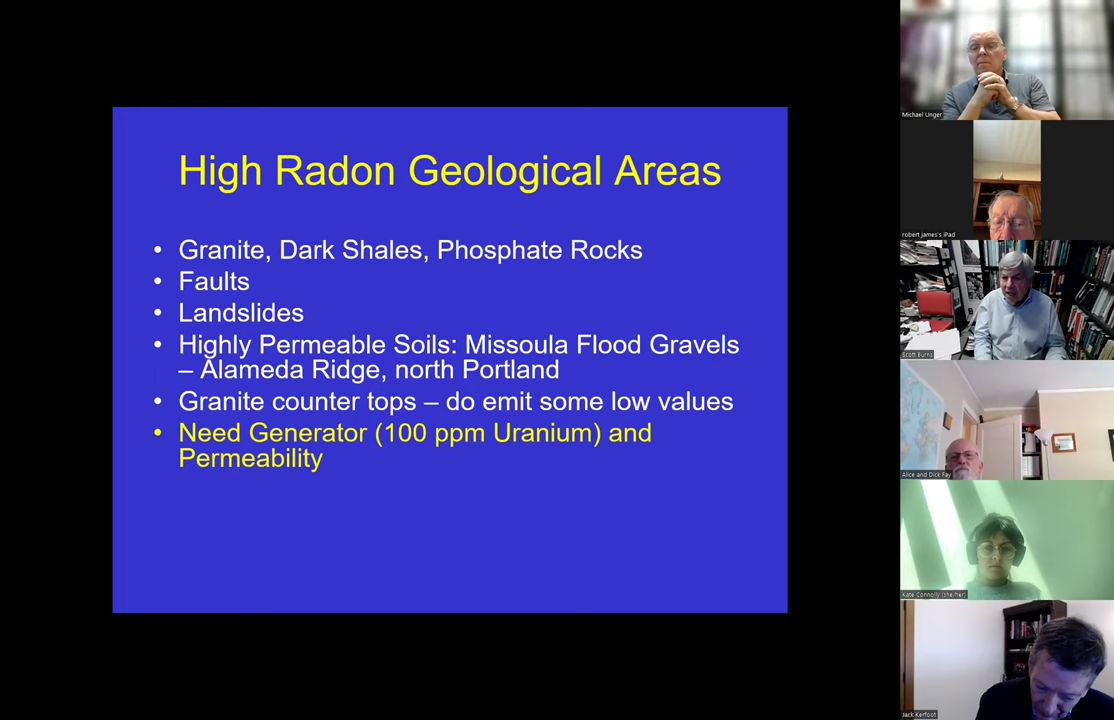 High Radon Geological Areas
• Granite, Dark Shales, Phosphate Rocks
• Faults
• Landslides
• Highly Permeable Soils: Missoula Flood Gravels
– Alameda Ridge, north Portland
• Granite counter tops – do emit some low values
• Need Generator (100 ppm Uranium) and
Permeability
Michael Unger
robert james's iPad
Scott Burns
Alice and Dick Fay
Kate Connolly (she/her)
Jack Kerfoot